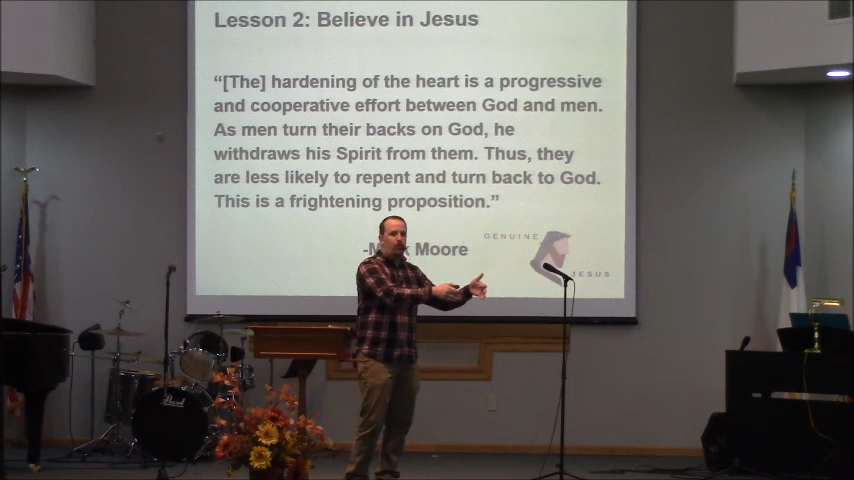 Lesson 2: Believe in Jesus
“[The] hardening of the heart is a progressive
and cooperative effort between God and men.
As men turn their backs on God, he
withdraws his Spirit from them. Thus, they
are less likely to repent and turn back to God.
This is a frightening proposition.”
Moore
GENUINE
JESUS
Pearl